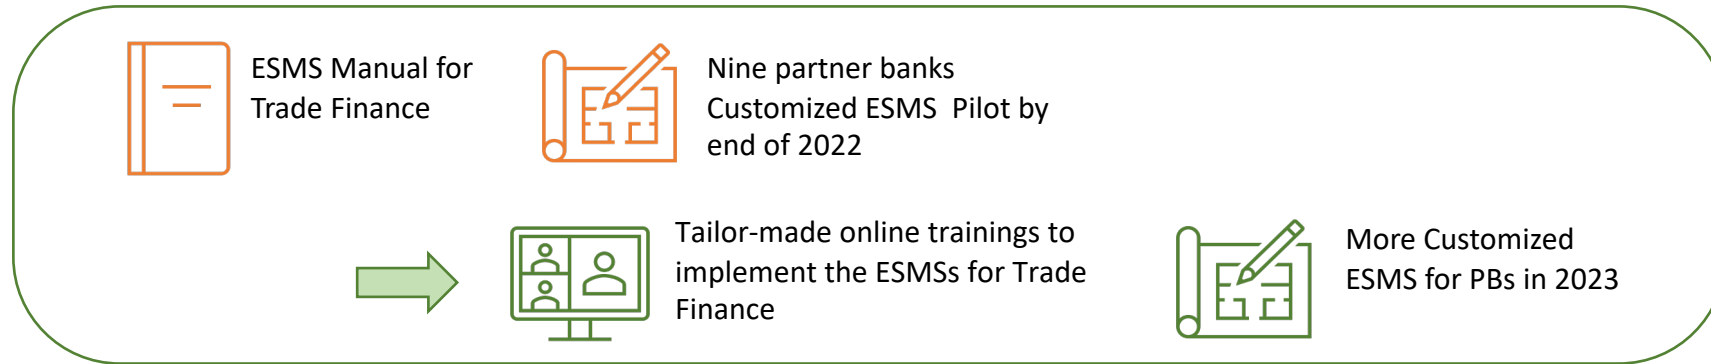 ESMS Manual for
Trade Finance
Nine partner banks
Customized ESMS  Pilot by
end of 2022
Tailor-made online trainings to
implement the ESMSs for Trade
Finance
More Customized
ESMS for PBs in 2023